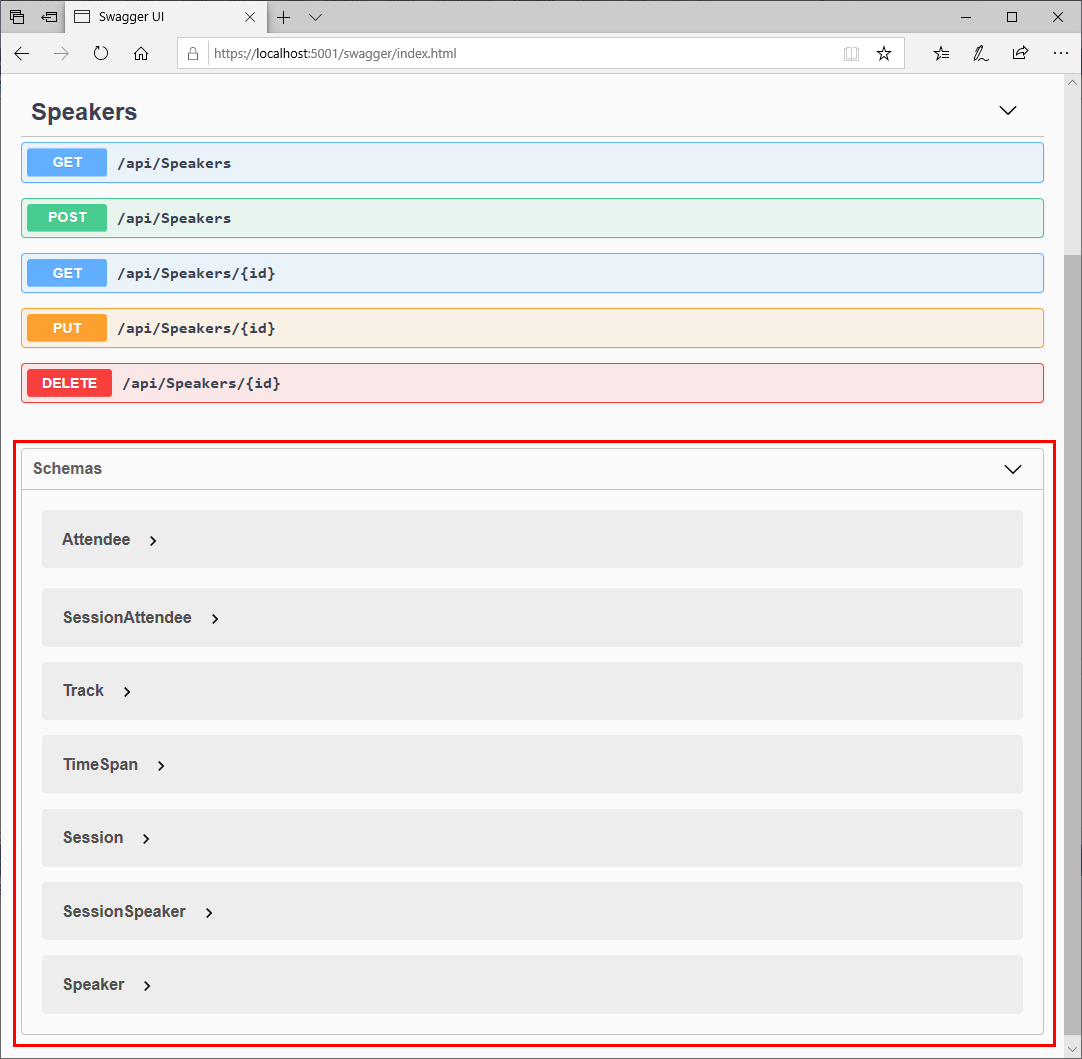 Swagger UI
https://localhost:5001/swagger/index.html
Speakers
GET /api/Speakers
POST /api/Speakers
GET /api/Speakers/{id}
PUT /api/Speakers/{id}
DELETE /api/Speakers/{id}
Schemas
Attendee
SessionAttendee
Track
TimeSpan
Session
SessionSpeaker
Speaker